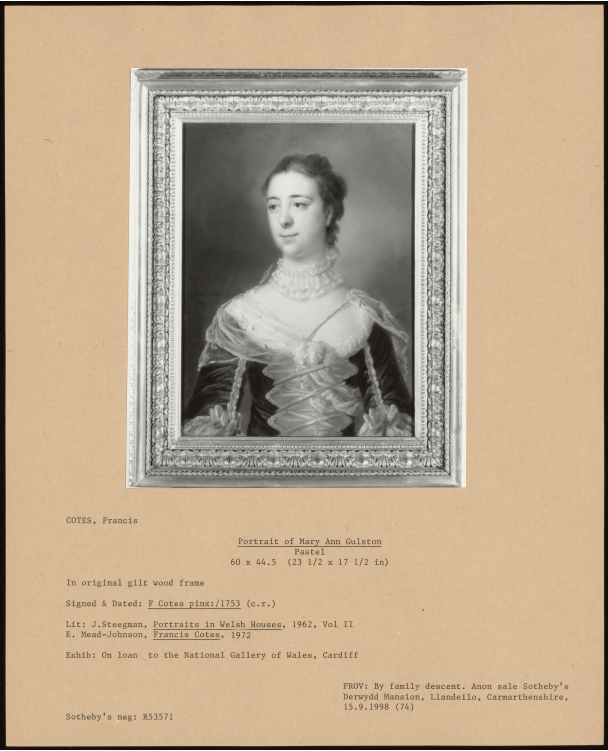 COTES, Francis
Portrait of Mary Ann Gulston
Pastel
60 x 44.5 (23 1/2 x 17 1/2 in)
In original gilt wood frame
Signed & Dated: F Cotes pinx:/1753 (c.r.)
Lit: J.Steegman, Portraits in Welsh Houses, 1962, Vol II
E. Mead-Johnson, Francis Cotes, 1972
Exhib: On loan to the National Gallery of Wales, Cardiff
PROV: By family descent. Anon sale Sotheby's
Derwydd Mansion, Llandeilo, Carmarthenshire,
15.9.1998 (74)
Sotheby's neg: R53571